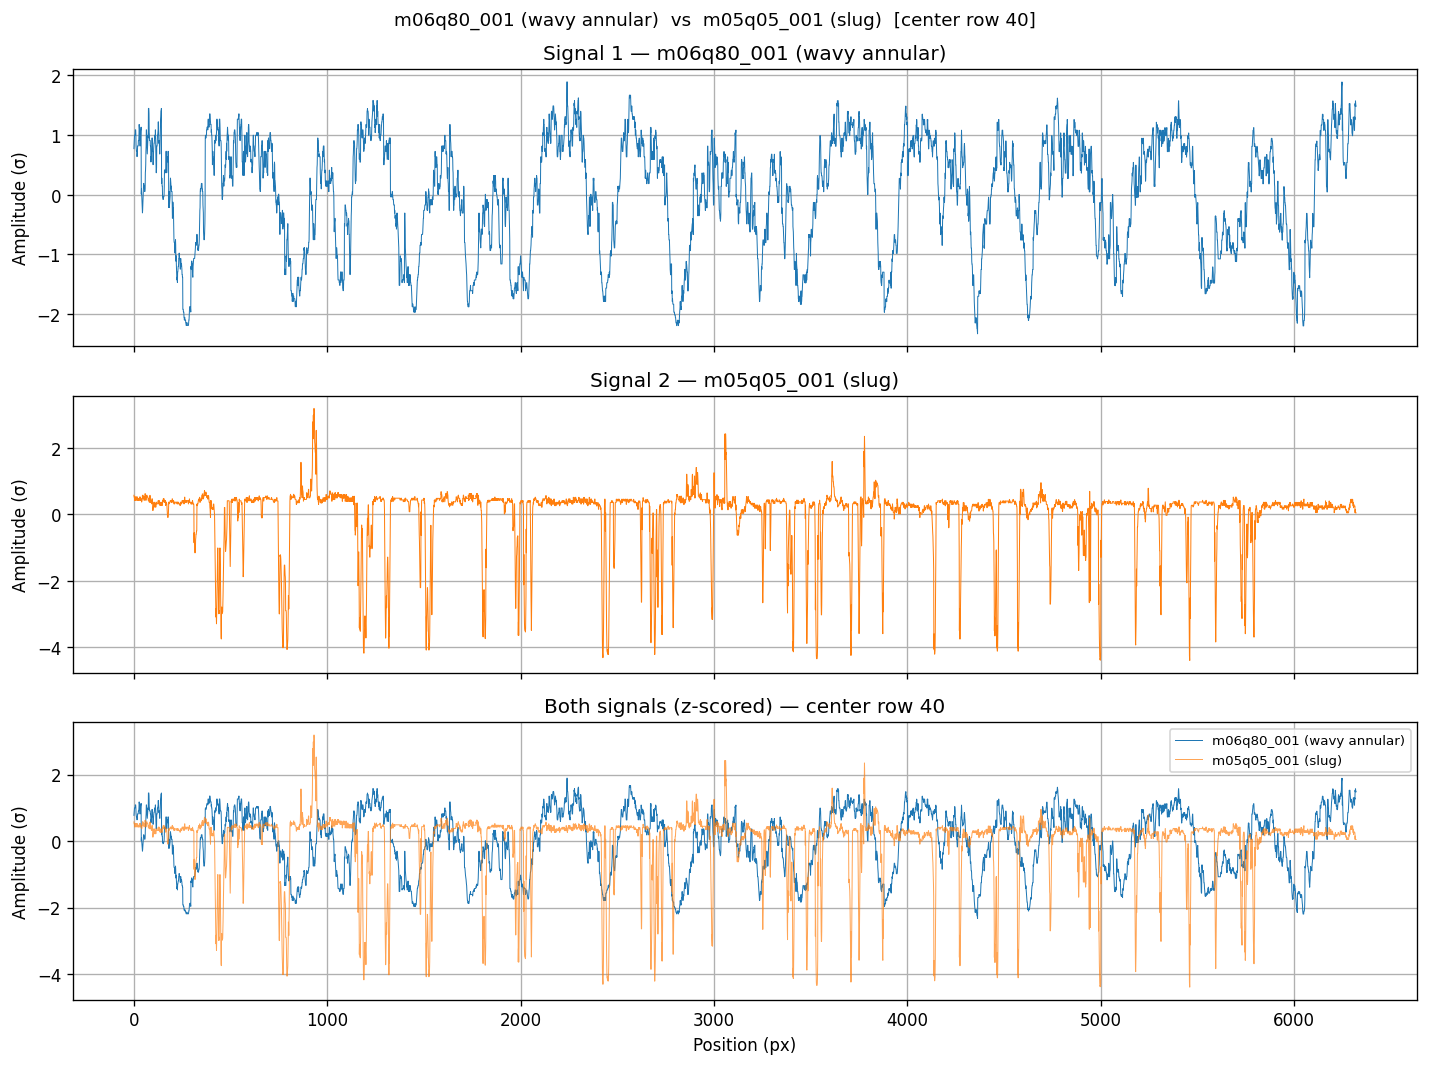 m06q80_001 (wavy annular)  vs  m05q05_001 (slug)  [center row 40]
Signal 1 — m06q80_001 (wavy annular)
Amplitude (σ)
2
1
0
−1
−2
Signal 2 — m05q05_001 (slug)
Amplitude (σ)
2
0
−2
−4
Both signals (z-scored) — center row 40
m06q80_001 (wavy annular)
m05q05_001 (slug)
Amplitude (σ)
2
0
−2
−4
0 1000 2000 3000 4000 5000 6000
Position (px)